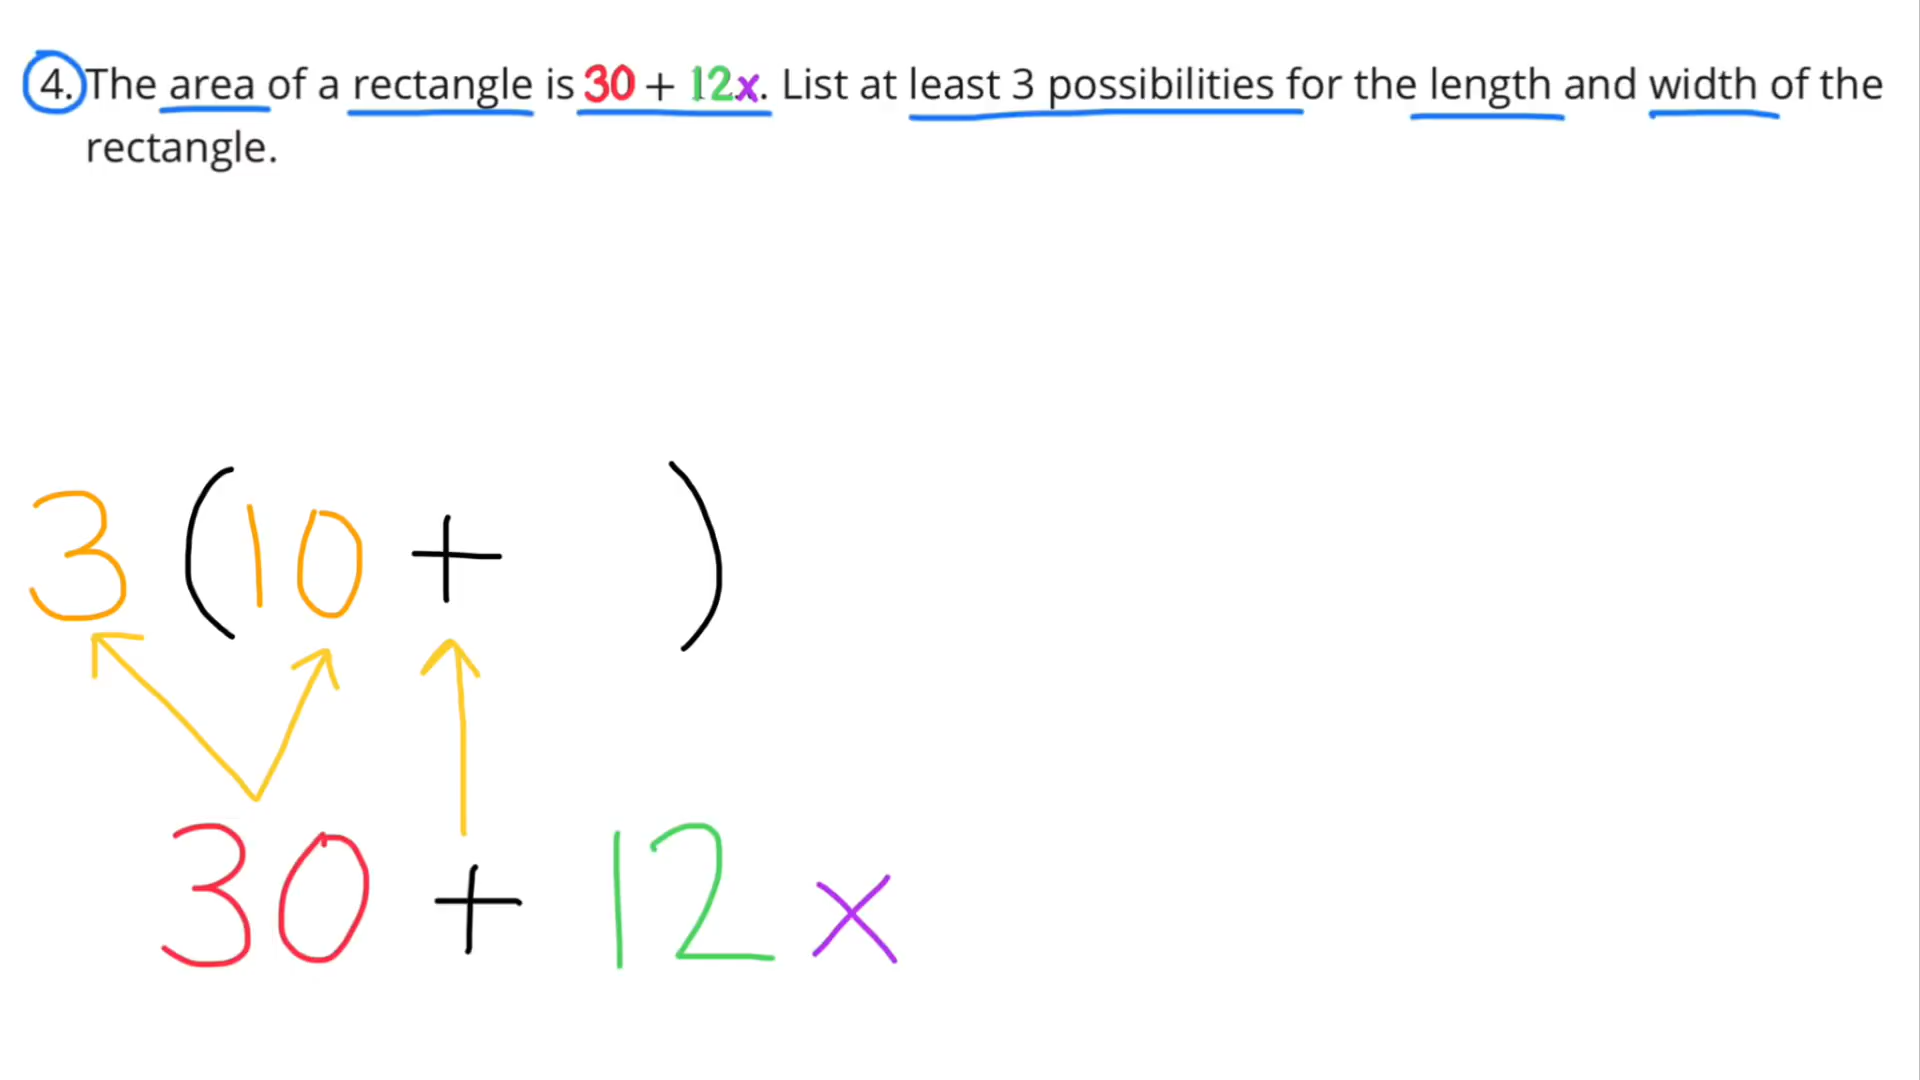 4. The area of a rectangle is 30 + 12x. List at least 3 possibilities for the length and width of the
rectangle.
3 (10 + )
30 + 12 x